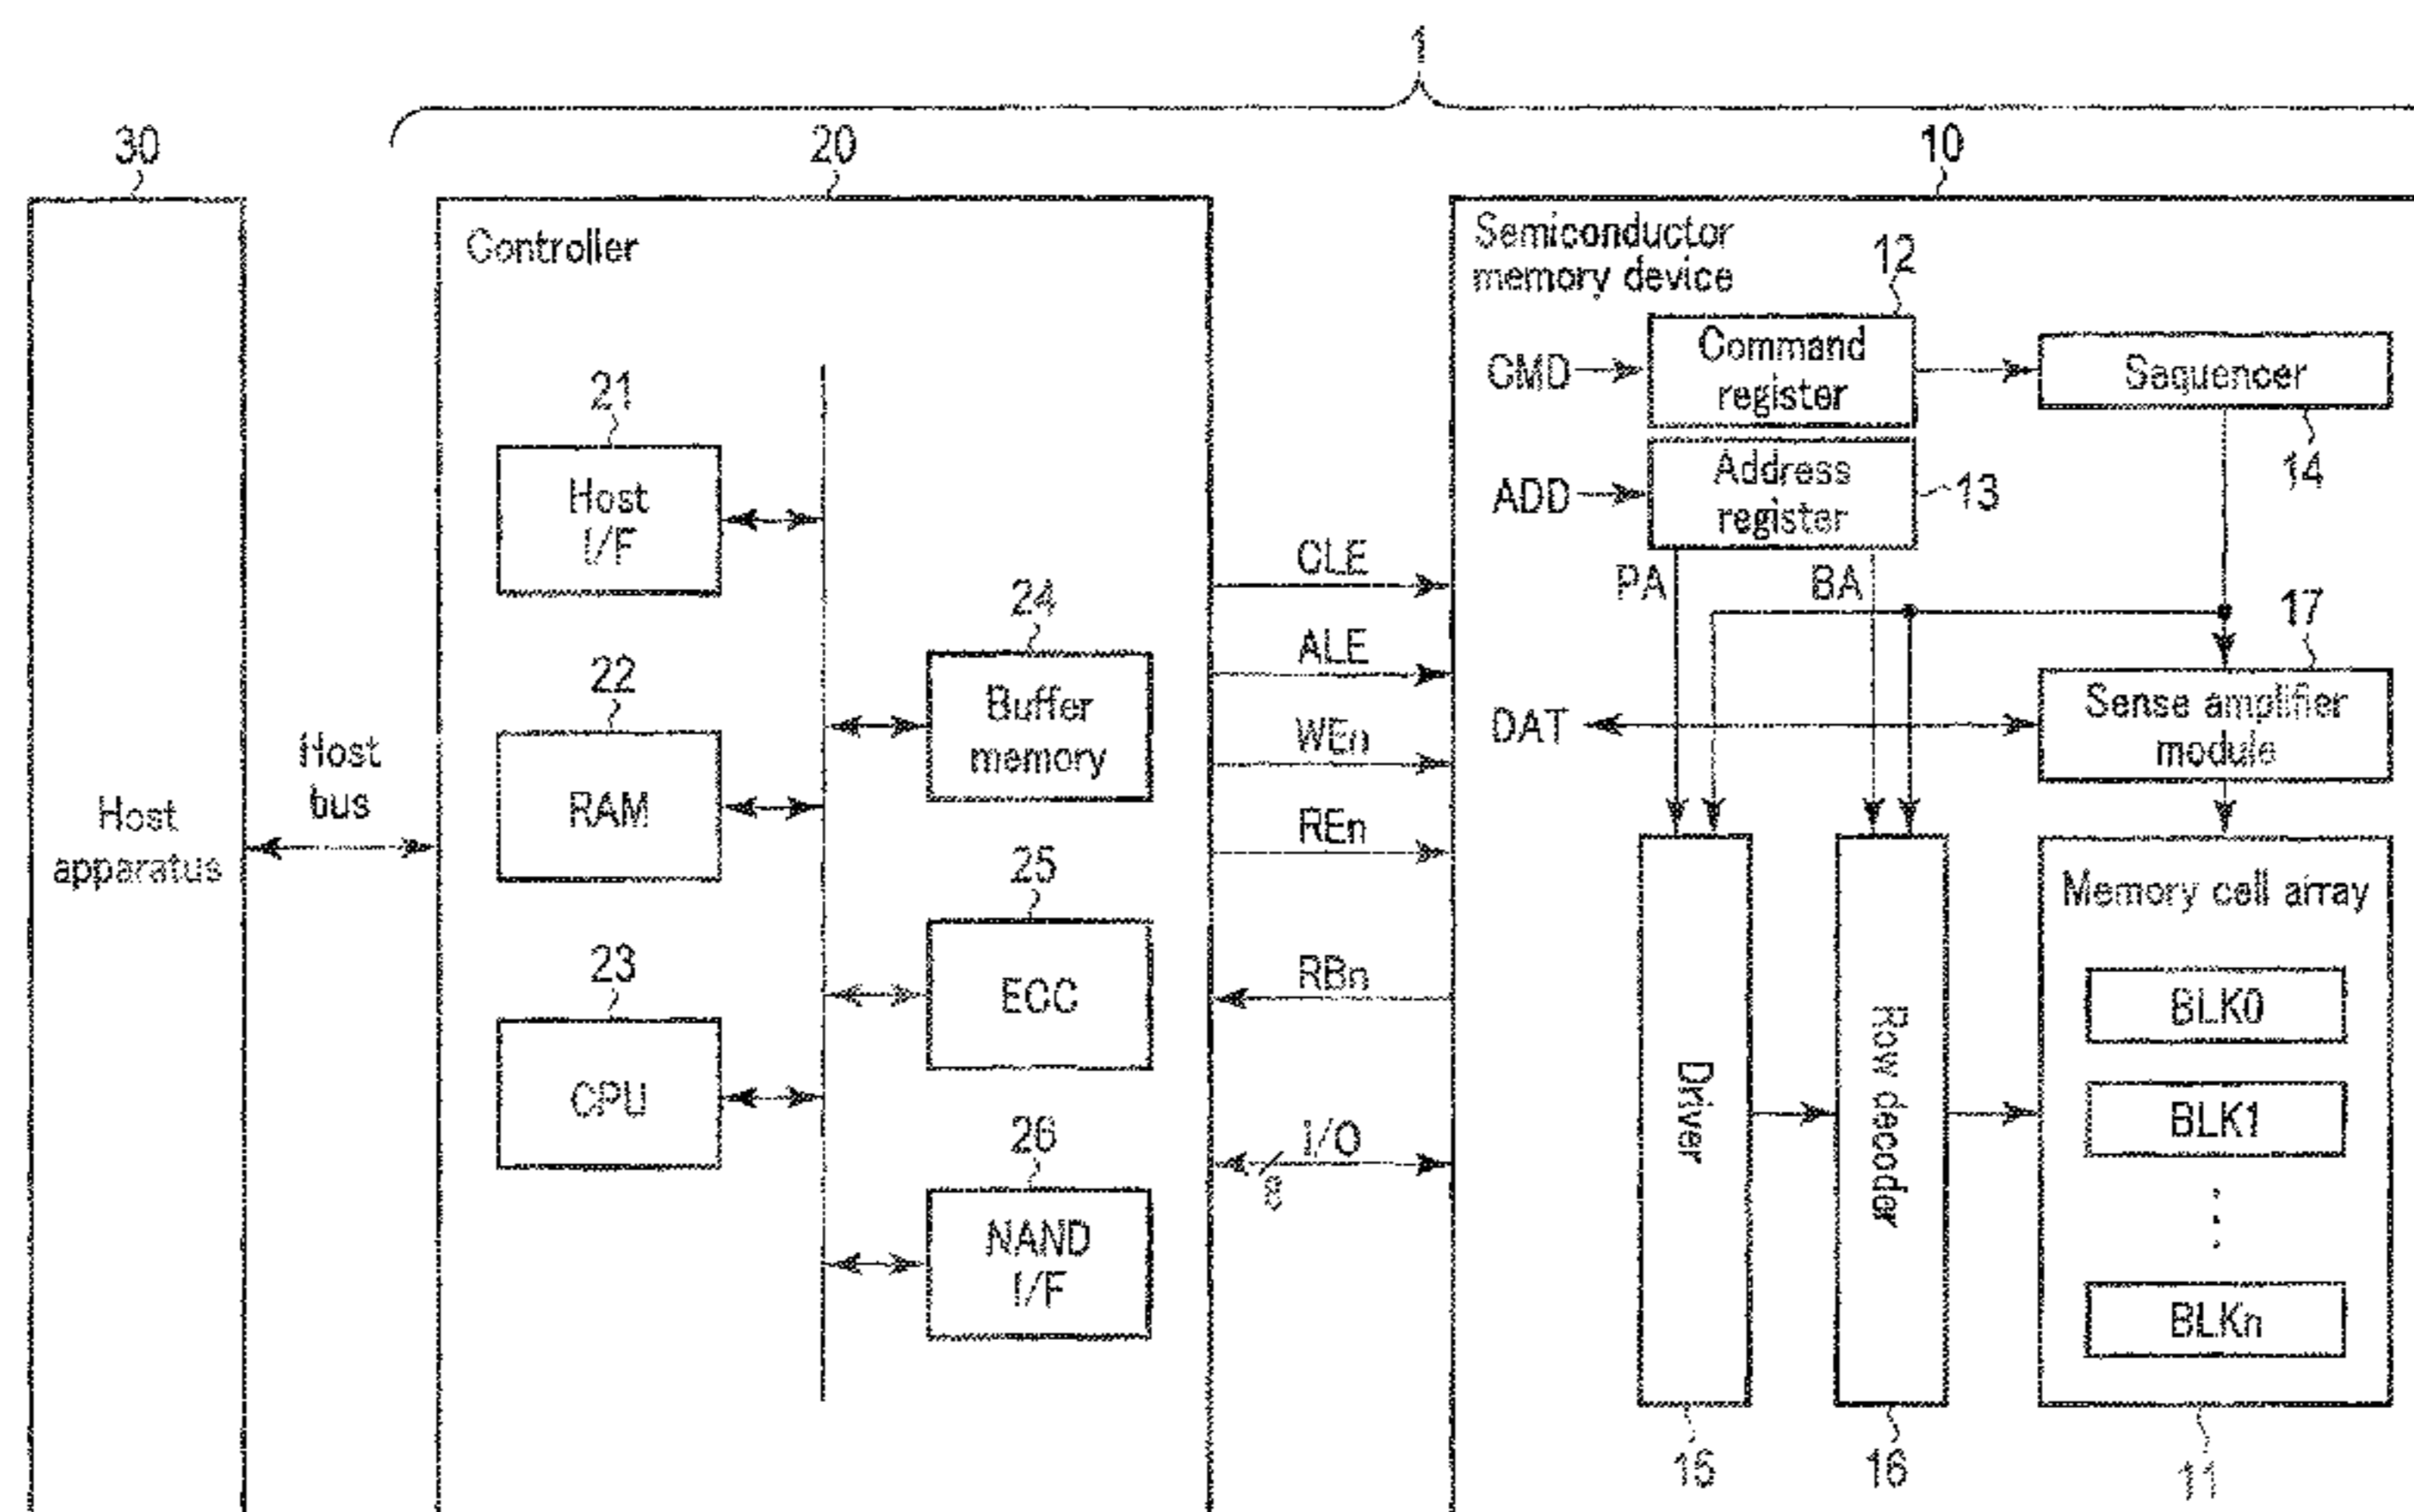 1
30
20
10
Controller
Semiconductor
memory device
12
Command
register
CMD
Saquencer
14
21
Host
I/F
Address
register
ADD
13
CLE
PA
BA
24
17
ALE
22
Buffer
memory
Sense amplifier
module
WEn
DAT
Host
bus
RAM
Host
apparatus
REn
25
Memory cell array
23
ECC
RBn
BLK0
CPU
Driver
Row decoder
BLK1
26
I/O
8
NAND
I/F
BLKn
15
16
11